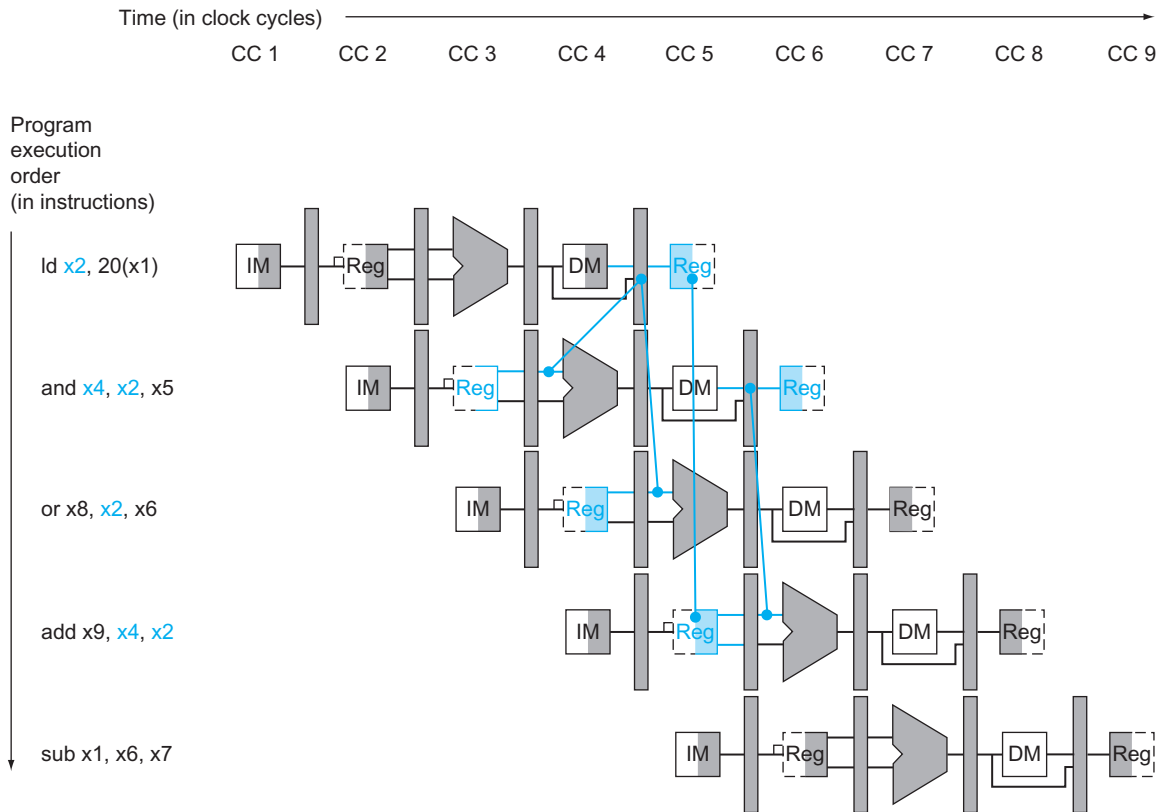 Time (in clock cycles)
CC 1 CC 2 CC 3 CC 4 CC 5 CC 6 CC 7 CC 8 CC 9
Program
execution
order
(in instructions)
ld x2, 20(x1) IM Reg DM Reg
and x4, x2, x5 IM Reg DM Reg
or x8, x2, x6 IM Reg DM Reg
add x9, x4, x2 IM Reg DM Reg
sub x1, x6, x7 IM Reg DM Reg